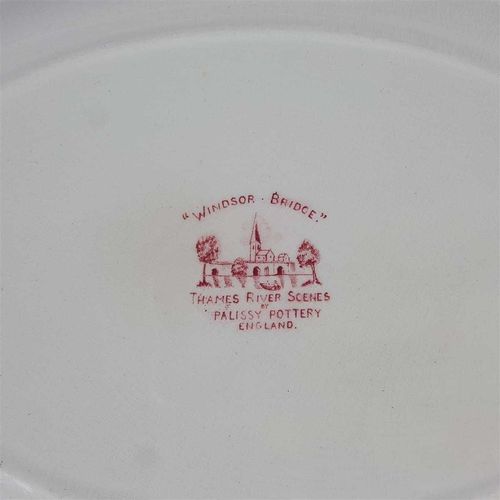 "WINDSOR · BRIDGE."
THAMES RIVER SCENES
BY
PALISSY POTTERY
ENGLAND.